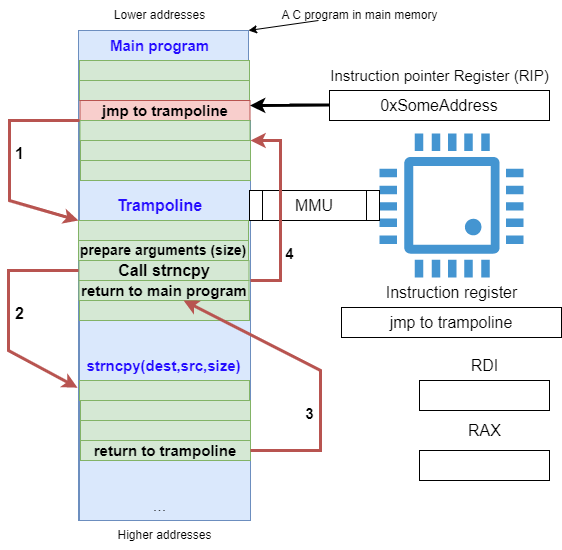 Lower addresses
A C program in main memory
Main program
Instruction pointer Register (RIP)
jmp to trampoline
0xSomeAddress
1
Trampoline
MMU
prepare arguments (size)
4
Call strncpy
return to main program
Instruction register
2
jmp to trampoline
strncpy(dest,src,size)
RDI
3
RAX
return to trampoline
...
Higher addresses